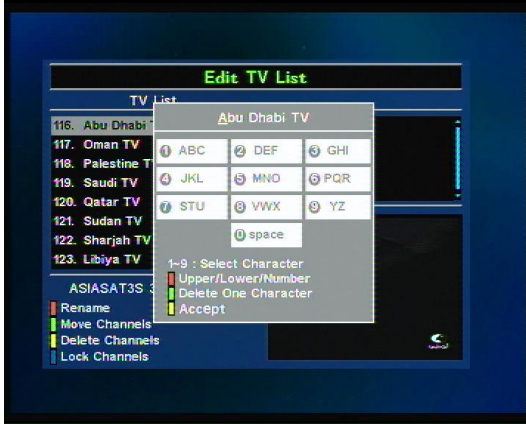 Edit TV List
TV List
116. Abu Dhabi
117. Oman TV
118. Palestine T
119. Saudi TV
120. Qatar TV
121. Sudan TV
122. Sharjah TV
123. Libiya TV
Abu Dhabi TV
1 ABC
2 DEF
3 GHI
4 JKL
5 MNO
6 PQR
7 STU
8 VWX
9 YZ
0 space
1~9 : Select Character
Upper/Lower/Number
Delete One Character
Accept
ASIASAT3S
Rename
Move Channels
Delete Channels
Lock Channels